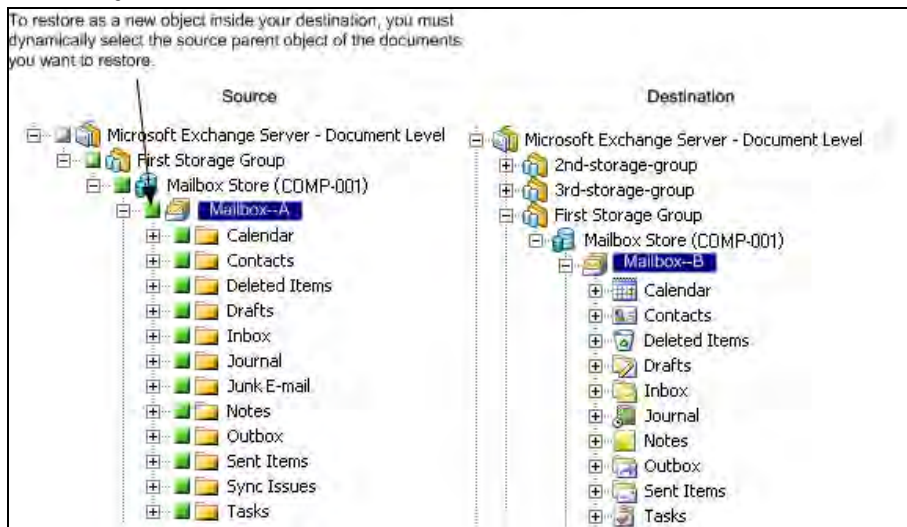 To restore as a new object inside your destination, you must
dynamically select the source parent object of the documents
you want to restore.
Source
Microsoft Exchange Server - Document Level
First Storage Group
Mailbox Store (COMP-001)
Mailbox--A
Calendar
Contacts
Deleted Items
Drafts
Inbox
Journal
Junk E-mail
Notes
Outbox
Sent Items
Sync Issues
Tasks
Destination
Microsoft Exchange Server - Document Level
2nd-storage-group
3rd-storage-group
First Storage Group
Mailbox Store (COMP-001)
Mailbox--B
Calendar
Contacts
Deleted Items
Drafts
Inbox
Journal
Notes
Outbox
Sent Items
Tasks